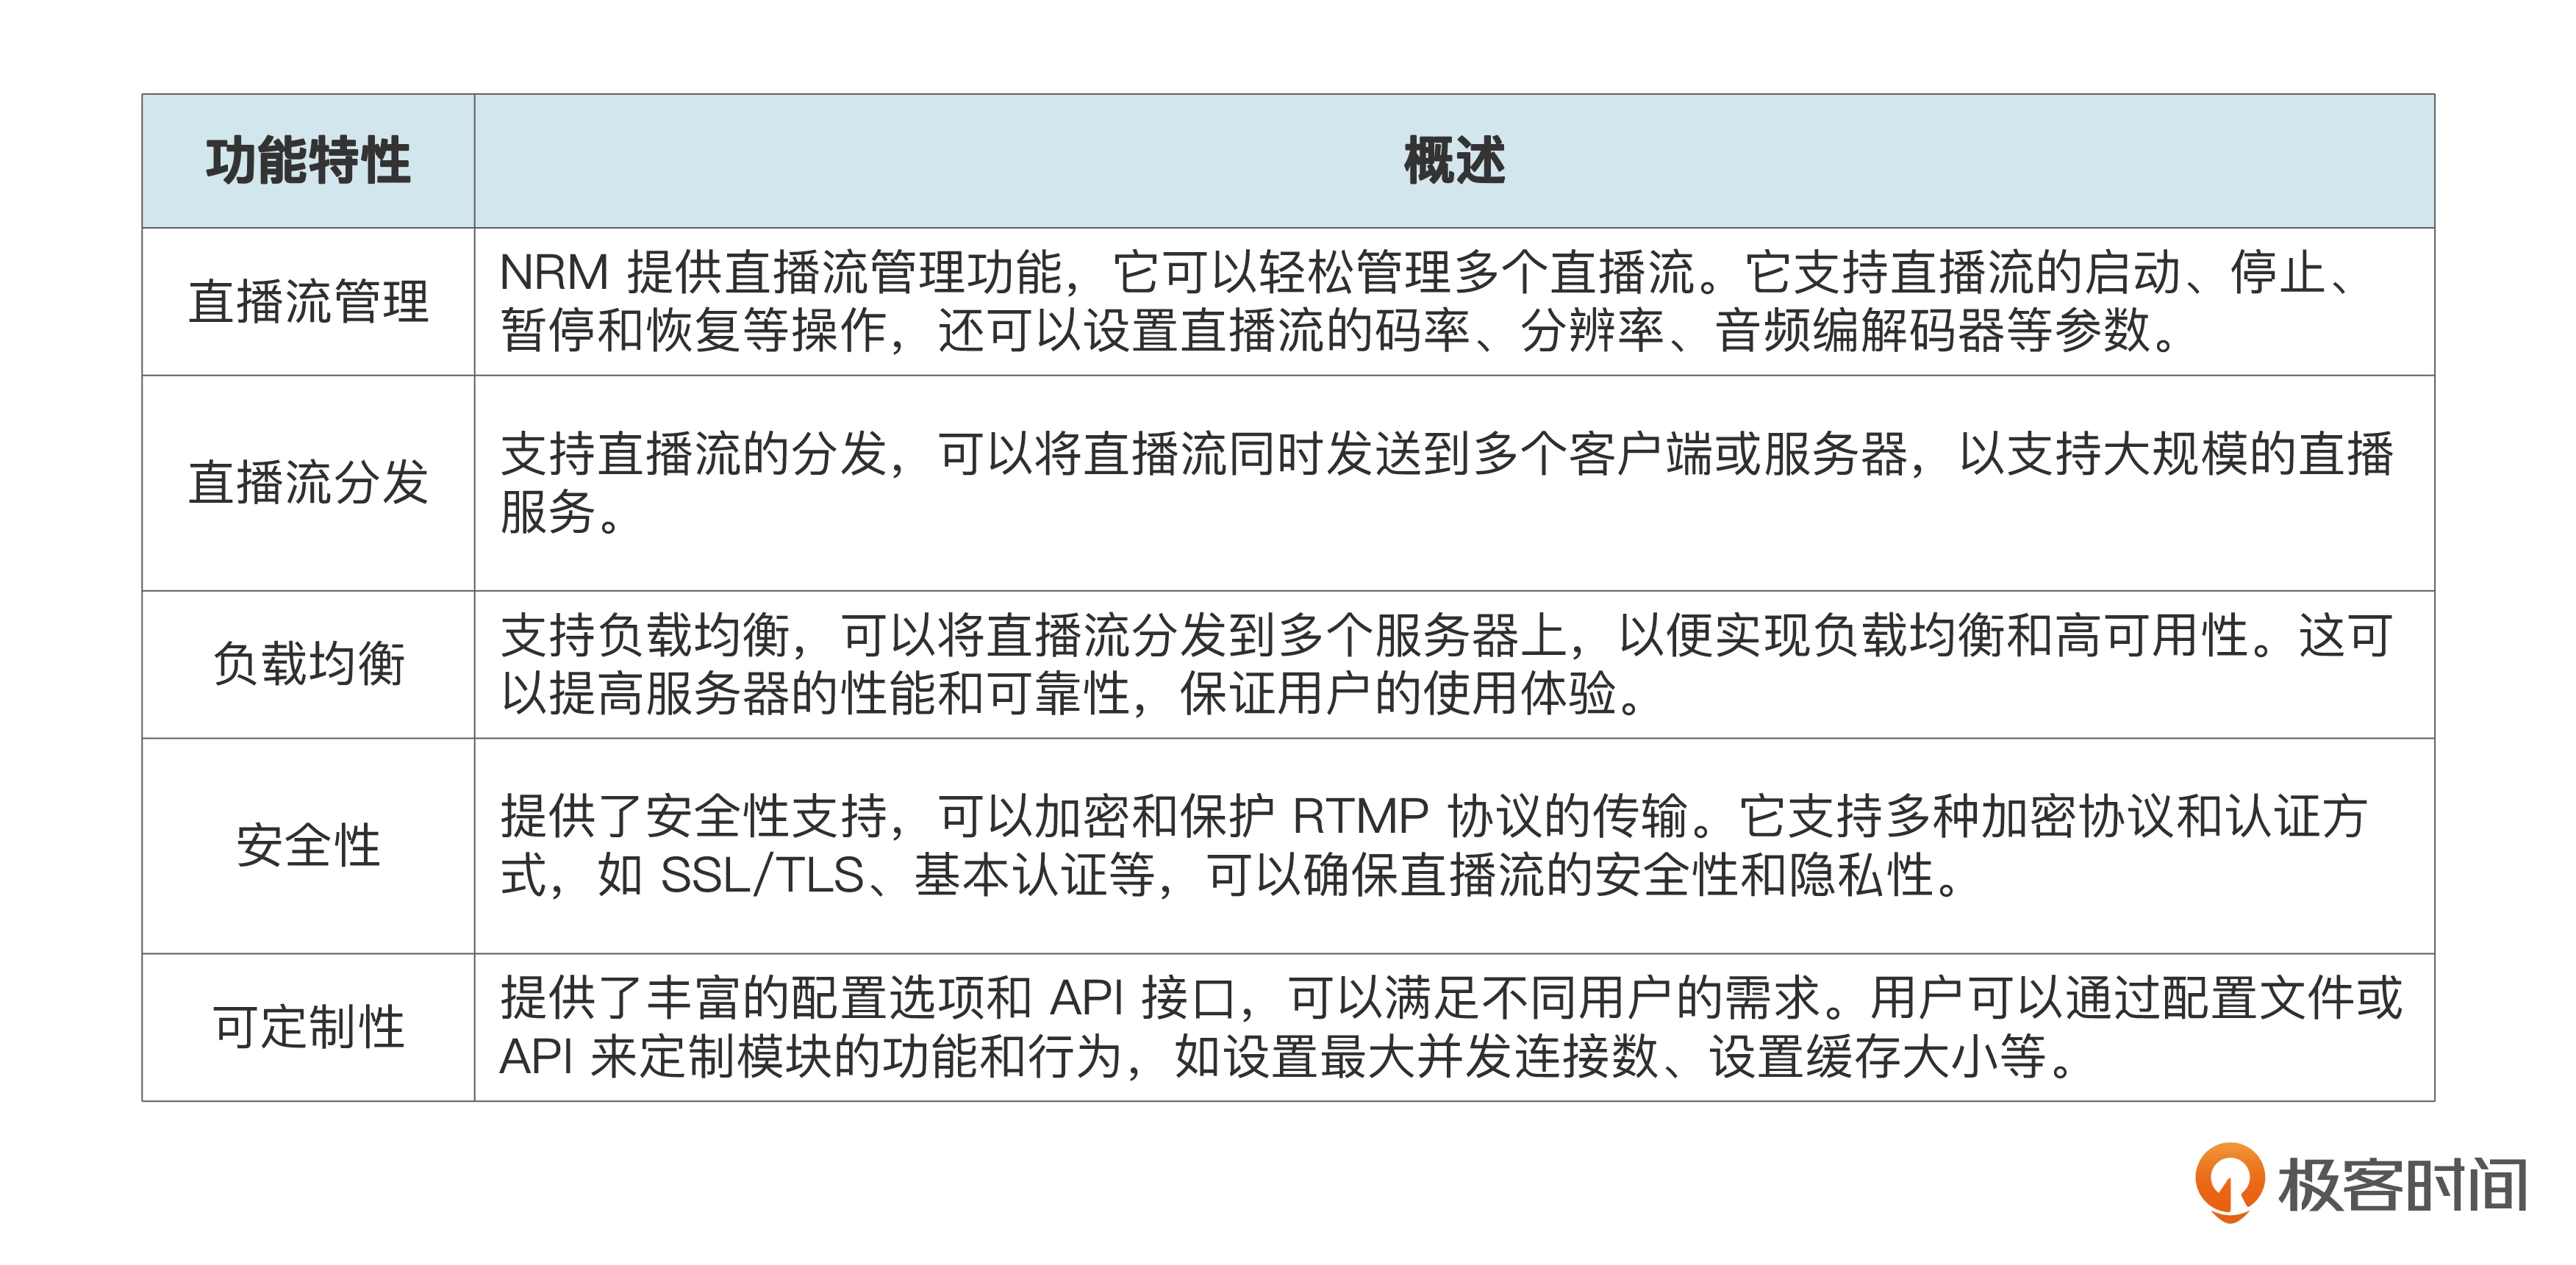 功能特性
概述
直播流管理
NRM 提供直播流管理功能，它可以轻松管理多个直播流。它支持直播流的启动、停止、
暂停和恢复等操作，还可以设置直播流的码率、分辨率、音频编解码器等参数。
直播流分发
支持直播流的分发，可以将直播流同时发送到多个客户端或服务器，以支持大规模的直播
服务。
负载均衡
支持负载均衡，可以将直播流分发到多个服务器上，以便实现负载均衡和高可用性。这可
以提高服务器的性能和可靠性，保证用户的使用体验。
安全性
提供了安全性支持，可以加密和保护 RTMP 协议的传输。它支持多种加密协议和认证方
式，如 SSL/TLS、基本认证等，可以确保直播流的安全性和隐私性。
可定制性
提供了丰富的配置选项和 API 接口，可以满足不同用户的需求。用户可以通过配置文件或
API 来定制模块的功能和行为，如设置最大并发连接数、设置缓存大小等。
极客时间